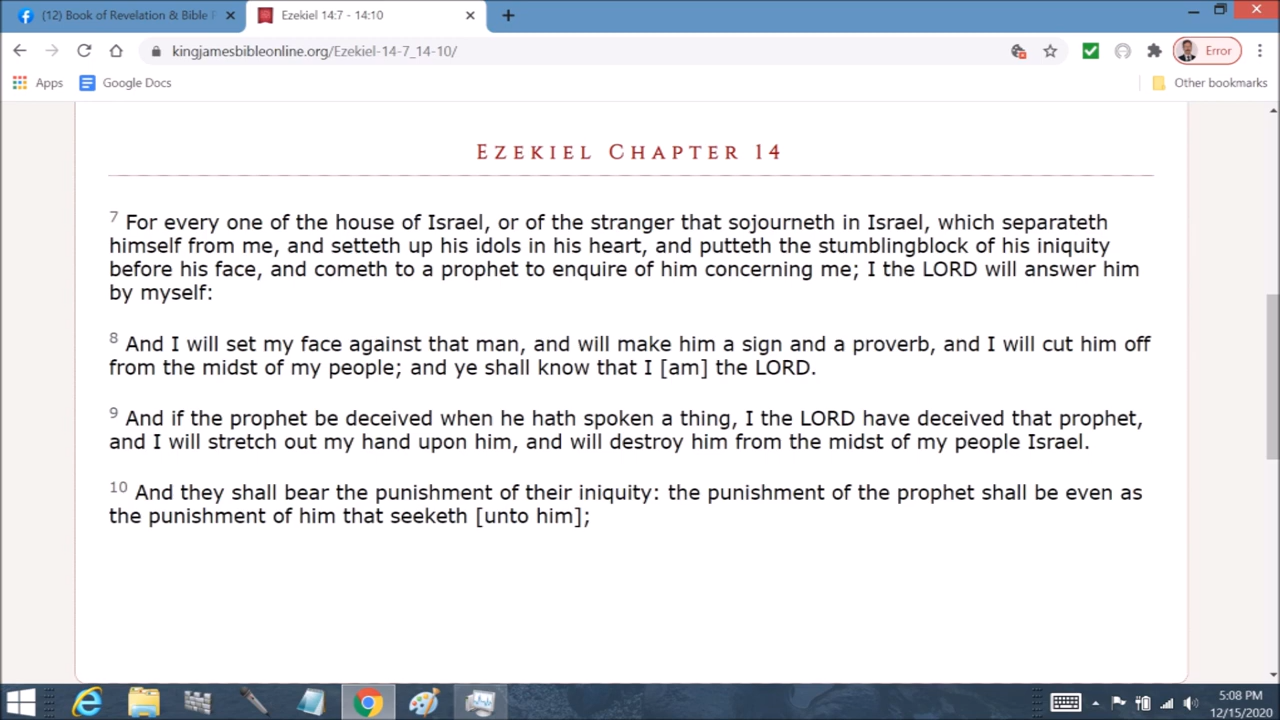 (12) Book of Revelation & Bible
Ezekiel 14:7 - 14:10
kingjamesbibleonline.org/Ezekiel-14-7_14-10/
Error
Apps
Google Docs
Other bookmarks
EZEKIEL CHAPTER 14
7 For every one of the house of Israel, or of the stranger that sojourneth in Israel, which separateth
himself from me, and setteth up his idols in his heart, and putteth the stumblingblock of his iniquity
before his face, and cometh to a prophet to enquire of him concerning me; I the LORD will answer him
by myself:
8 And I will set my face against that man, and will make him a sign and a proverb, and I will cut him off
from the midst of my people; and ye shall know that I [am] the LORD.
9 And if the prophet be deceived when he hath spoken a thing, I the LORD have deceived that prophet,
and I will stretch out my hand upon him, and will destroy him from the midst of my people Israel.
10 And they shall bear the punishment of their iniquity: the punishment of the prophet shall be even as
the punishment of him that seeketh [unto him];
5:08 PM
12/15/2020